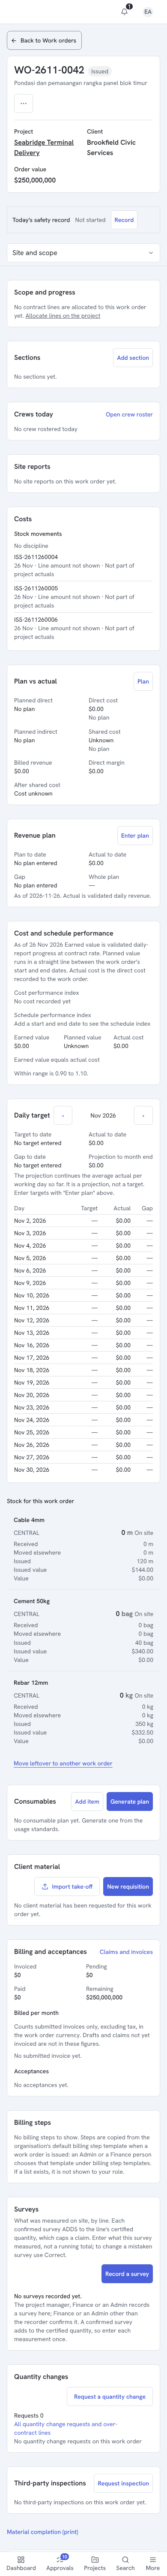 1
EA
Back to Work orders
WO-2611-0042 Issued
Pondasi dan pemasangan rangka panel blok timur
Project
Seabridge Terminal Delivery
Client
Brookfield Civic Services
Order value
$250,000,000
Today's safety record Not started Record
Site and scope
Scope and progress
No contract lines are allocated to this work order yet. Allocate lines on the project
Sections
Add section
No sections yet.
Crews today
Open crew roster
No crew rostered today
Site reports
No site reports on this work order yet.
Costs
Stock movements
No discipline
ISS-2611260004
26 Nov · Line amount not shown · Not part of project actuals
ISS-2611260005
26 Nov · Line amount not shown · Not part of project actuals
ISS-2611260006
26 Nov · Line amount not shown · Not part of project actuals
Plan vs actual
Plan
Planned direct
No plan
Direct cost
$0.00
No plan
Planned indirect
No plan
Shared cost
Unknown
No plan
Billed revenue
$0.00
Direct margin
$0.00
After shared cost
Cost unknown
Revenue plan
Enter plan
Plan to date
No plan entered
Actual to date
$0.00
Gap
No plan entered
Whole plan
—
As of 2026-11-26. Actual is validated daily revenue.
Cost and schedule performance
As of 26 Nov 2026 Earned value is validated daily-report progress at contract rate. Planned value runs in a straight line between the work order's start and end dates. Actual cost is the direct cost recorded to the work order.
Cost performance index
No cost recorded yet
Schedule performance index
Add a start and end date to see the schedule index
Earned value
$0.00
Planned value
Unknown
Actual cost
$0.00
Earned value equals actual cost
Within range is 0.90 to 1.10.
Daily target
‹
Nov 2026
›
Target to date
No target entered
Actual to date
$0.00
Gap to date
No target entered
Projection to month end
$0.00
The projection continues the average actual per working day so far. It is a projection, not a target. Enter targets with "Enter plan" above.
Day Target Actual Gap
Nov 2, 2026 — $0.00 —
Nov 3, 2026 — $0.00 —
Nov 4, 2026 — $0.00 —
Nov 5, 2026 — $0.00 —
Nov 6, 2026 — $0.00 —
Nov 9, 2026 — $0.00 —
Nov 10, 2026 — $0.00 —
Nov 11, 2026 — $0.00 —
Nov 12, 2026 — $0.00 —
Nov 13, 2026 — $0.00 —
Nov 16, 2026 — $0.00 —
Nov 17, 2026 — $0.00 —
Nov 18, 2026 — $0.00 —
Nov 19, 2026 — $0.00 —
Nov 20, 2026 — $0.00 —
Nov 23, 2026 — $0.00 —
Nov 24, 2026 — $0.00 —
Nov 25, 2026 — $0.00 —
Nov 26, 2026 — $0.00 —
Nov 27, 2026 — $0.00 —
Nov 30, 2026 — $0.00 —
Stock for this work order
Cable 4mm
CENTRAL 0 m On site
Received 0 m
Moved elsewhere 0 m
Issued 120 m
Issued value $144.00
Value $0.00
Cement 50kg
CENTRAL 0 bag On site
Received 0 bag
Moved elsewhere 0 bag
Issued 40 bag
Issued value $340.00
Value $0.00
Rebar 12mm
CENTRAL 0 kg On site
Received 0 kg
Moved elsewhere 0 kg
Issued 350 kg
Issued value $332.50
Value $0.00
Move leftover to another work order
Consumables
Add item
Generate plan
No consumable plan yet. Generate one from the usage standards.
Client material
Import take-off
New requisition
No client material has been requested for this work order yet.
Billing and acceptances
Claims and invoices
Invoiced
$0
Pending
$0
Paid
$0
Remaining
$250,000,000
Billed per month
Counts submitted invoices only, excluding tax, in the work order currency. Drafts and claims not yet invoiced are not in these figures.
No submitted invoice yet.
Acceptances
No acceptances yet.
Billing steps
No billing steps to show. Steps are copied from the organisation's default billing step template when a work order is issued; an Finance or an Admin person chooses that template under billing step templates. If a list exists, it is not shown to your role.
Surveys
What was measured on site, by line. Each confirmed survey ADDS to the line's certified quantity, which caps a claim. Enter what this survey measured, not a running total; to change a mistaken survey use Correct.
Record a survey
No surveys recorded yet.
The project manager, Finance or an Admin records a survey here; Finance or an Admin other than the recorder confirms it. A confirmed survey adds to the certified quantity, so enter each measurement once.
Quantity changes
Request a quantity change
Requests 0
All quantity change requests and over-contract lines
No quantity change requests on this work order
Third-party inspections
Request inspection
No third-party inspections on this work order yet.
Material completion (print)
Dashboard
Approvals
Projects
Search
More